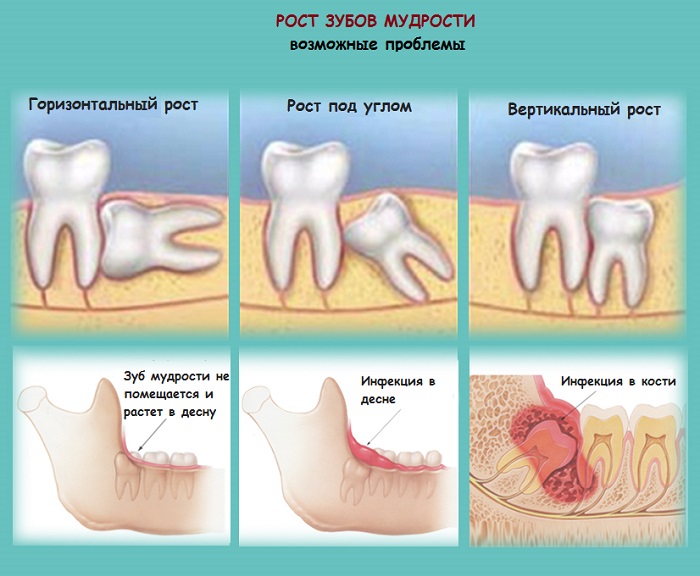 РОСТ ЗУБОВ МУДРОСТИ
возможные проблемы
Горизонтальный рост
Рост под углом
Вертикальный рост
Зуб мудрости не
помещается и
растет в десну
Инфекция в
десне
Инфекция в кости